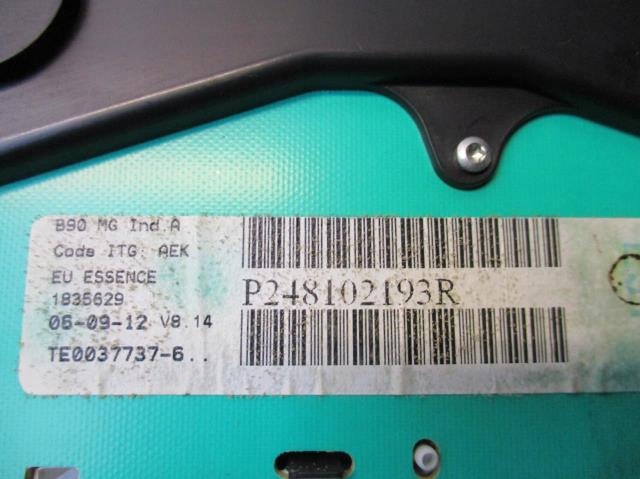 B90 MG Ind.A
Code ITG: AEK
EU ESSENCE
1835629
06-09-12 V8.14
TE0037737-6..
P248102193R